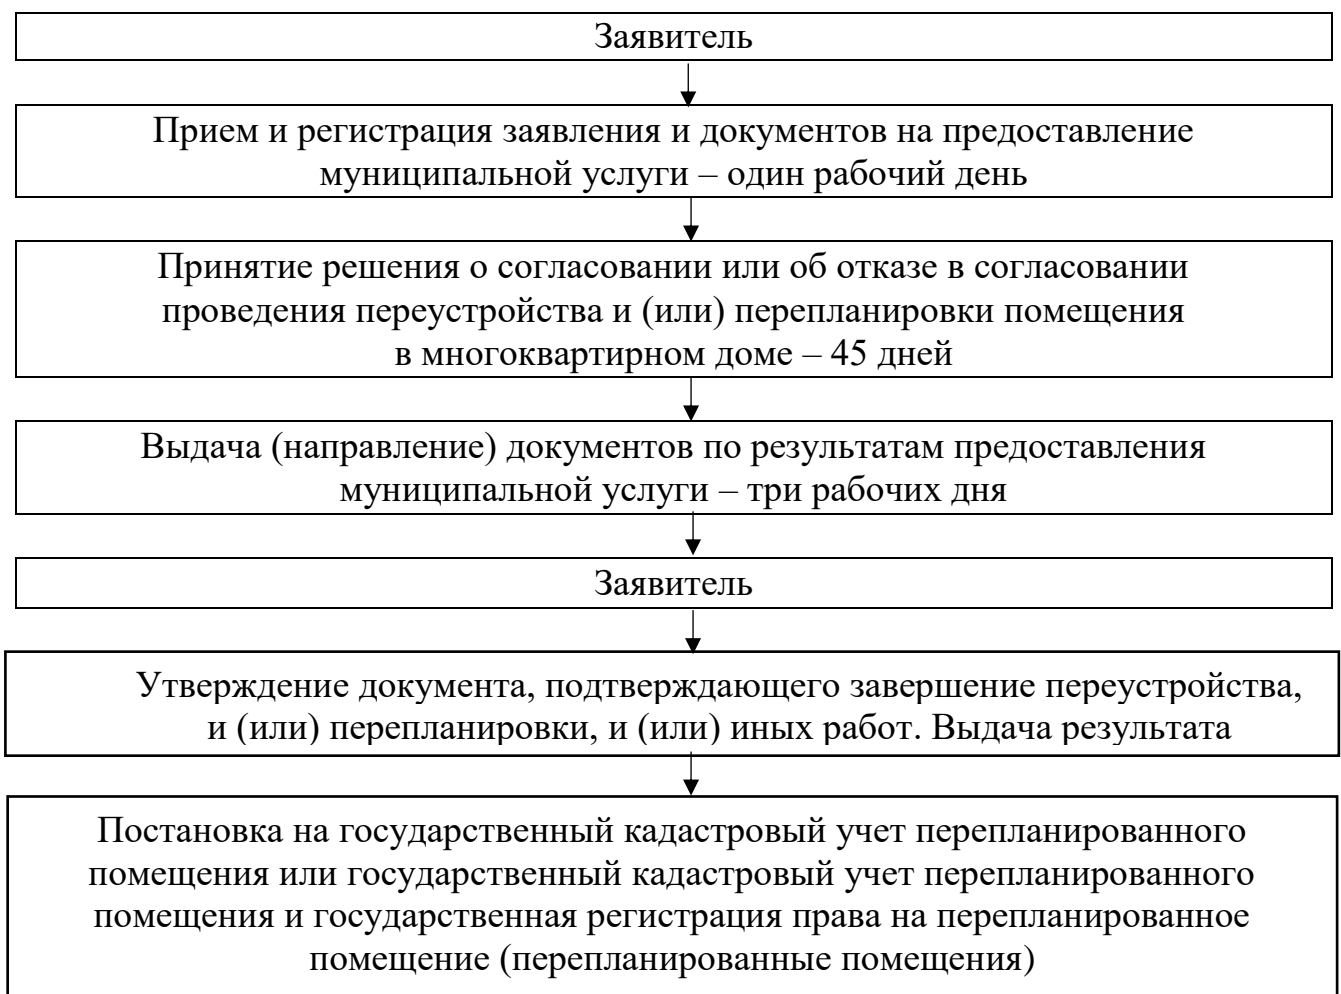 Заявитель
Прием и регистрация заявления и документов на предоставление
муниципальной услуги – один рабочий день
Принятие решения о согласовании или об отказе в согласовании
проведения переустройства и (или) перепланировки помещения
в многоквартирном доме – 45 дней
Выдача (направление) документов по результатам предоставления
муниципальной услуги – три рабочих дня
Заявитель
Утверждение документа, подтверждающего завершение переустройства,
и (или) перепланировки, и (или) иных работ. Выдача результата
Постановка на государственный кадастровый учет перепланированного
помещения или государственный кадастровый учет перепланированного
помещения и государственная регистрация права на перепланированное
помещение (перепланированные помещения)